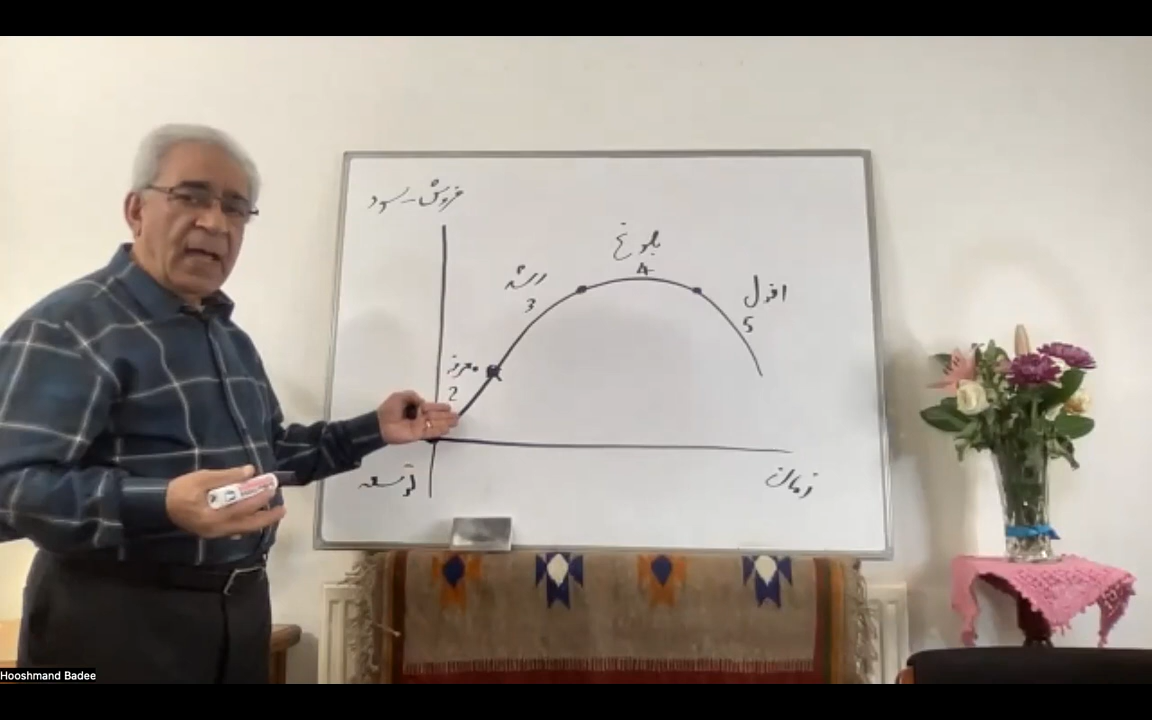 فروش - سود
بلوغ
4
رشد
3
افول
5
معرفی
2
توسعه
زمان
Hooshmand Badee